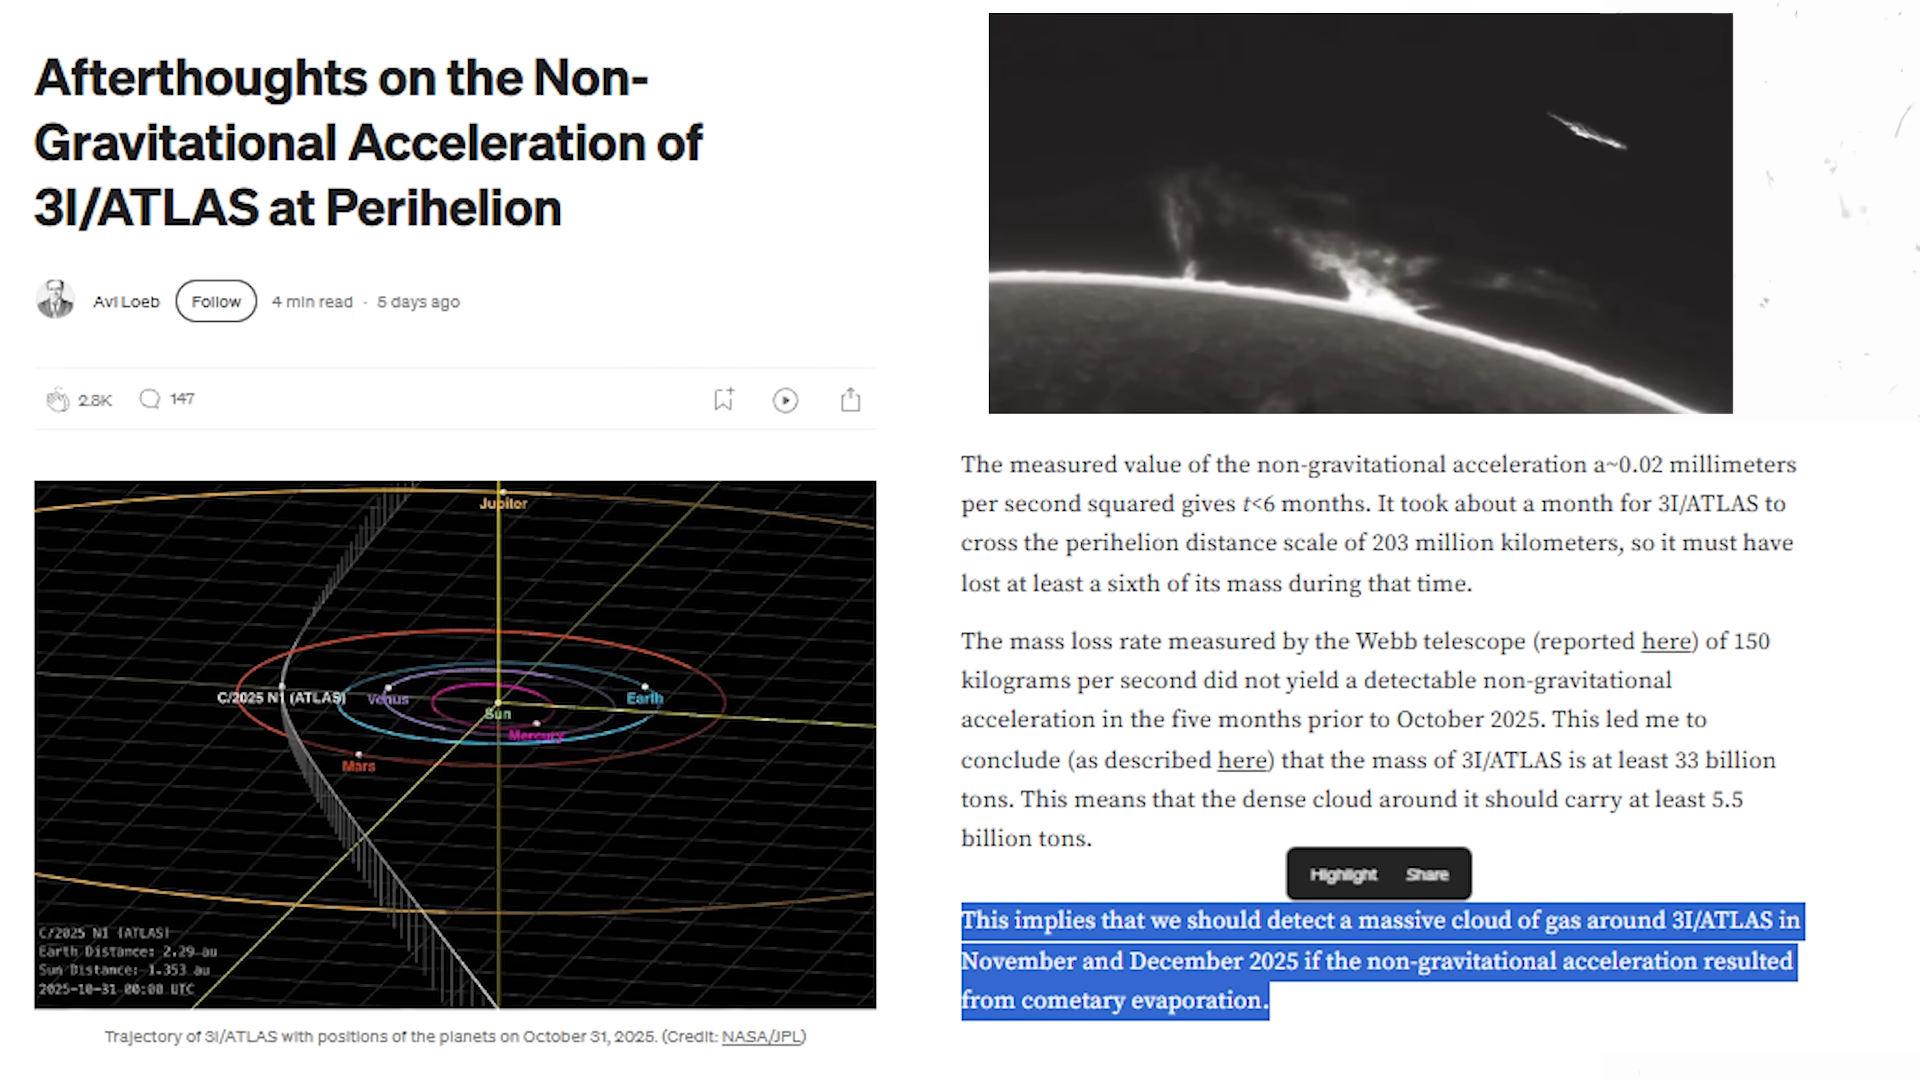 Afterthoughts on the Non-
Gravitational Acceleration of
3I/ATLAS at Perihelion
Avi Loeb Follow 4 min read · 5 days ago
2.8K 147
Jupiter
C/2025 N1 (ATLAS) Venus Earth
Sun
Mercury
Mars
C/2025 N1 (ATLAS)
Earth Distance: 2.29 au
Sun Distance: 1.353 au
2025-10-31 00:00 UTC
Trajectory of 3I/ATLAS with positions of the planets on October 31, 2025. (Credit: NASA/JPL)
The measured value of the non-gravitational acceleration a~0.02 millimeters
per second squared gives t<6 months. It took about a month for 3I/ATLAS to
cross the perihelion distance scale of 203 million kilometers, so it must have
lost at least a sixth of its mass during that time.
The mass loss rate measured by the Webb telescope (reported here) of 150
kilograms per second did not yield a detectable non-gravitational
acceleration in the five months prior to October 2025. This led me to
conclude (as described here) that the mass of 3I/ATLAS is at least 33 billion
tons. This means that the dense cloud around it should carry at least 5.5
billion tons.
Highlight Share
This implies that we should detect a massive cloud of gas around 3I/ATLAS in
November and December 2025 if the non-gravitational acceleration resulted
from cometary evaporation.